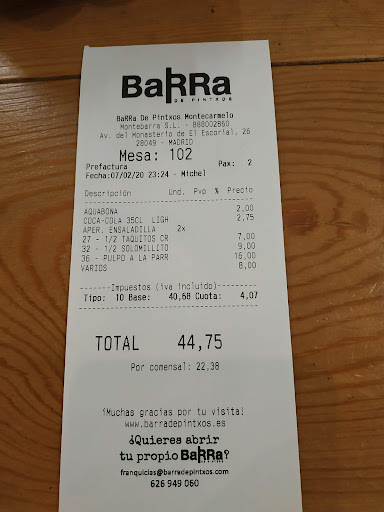 BaRRa
DE PINTXOS
BaRRa De Pintxos Montecarmelo
Montebarra S.L. - B88002860
Av. del Monasterio de El Escorial, 26
28049 - MADRID
Mesa: 102
Prefactura Pax: 2
Fecha:07/02/20 23:24 - Michel
Descripción Und. Pvp % Precio
AQUABONA 2,00
COCA-COLA 35CL LIGH 2,75
APER. ENSALADILLA 2x
27 - 1/2 TAQUITOS CR 7,00
32 - 1/2 SOLOMILLITO 9,00
36 - PULPO A LA PARR 16,00
VARIOS 8,00
-------Impuestos (iva incluido)--------
Tipo: 10 Base: 40,68 Cuota: 4,07
TOTAL 44,75
Por comensal: 22,38
¡Muchas gracias por tu visita!
www.barradepintxos.es
¿Quieres abrir
tu propio BaRRa?
franquicias@barradepintxos.com
626 949 060